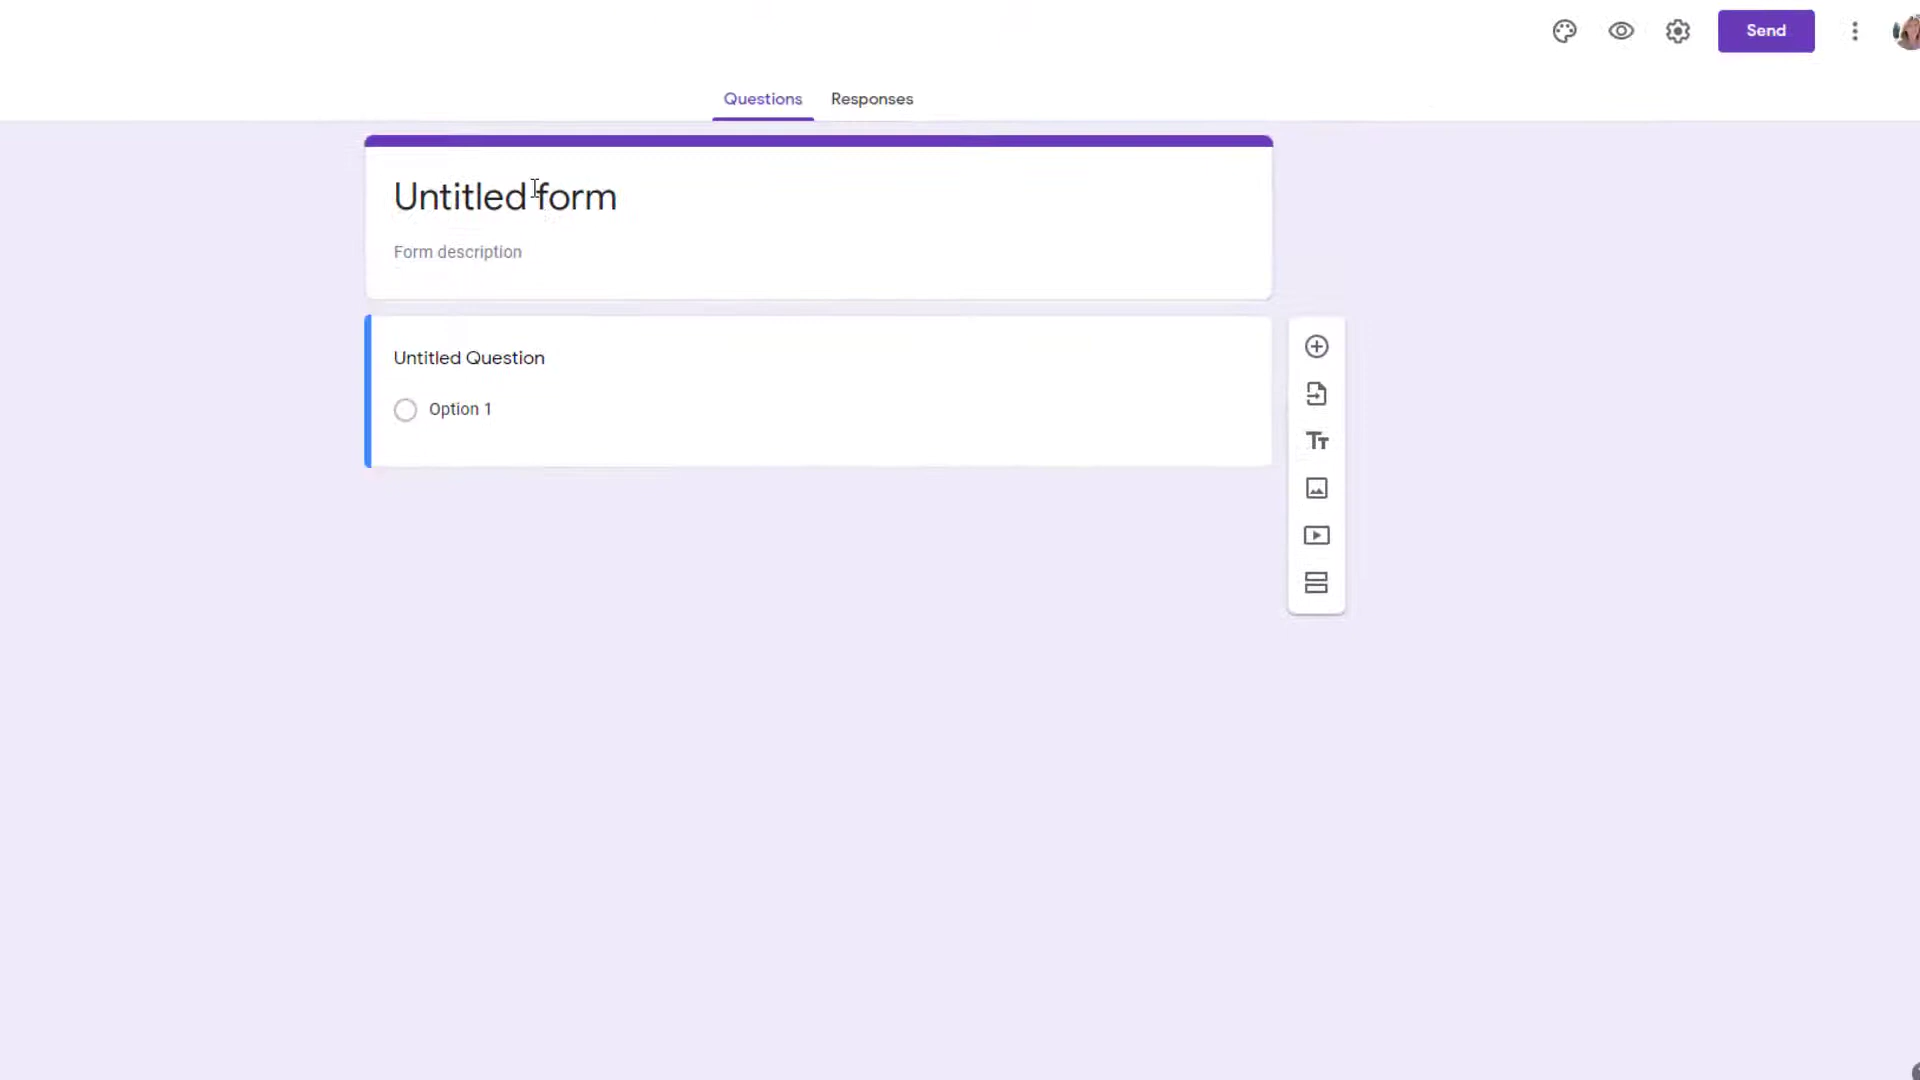 Send
Questions Responses
Untitled form
Form description
Untitled Question
Option 1